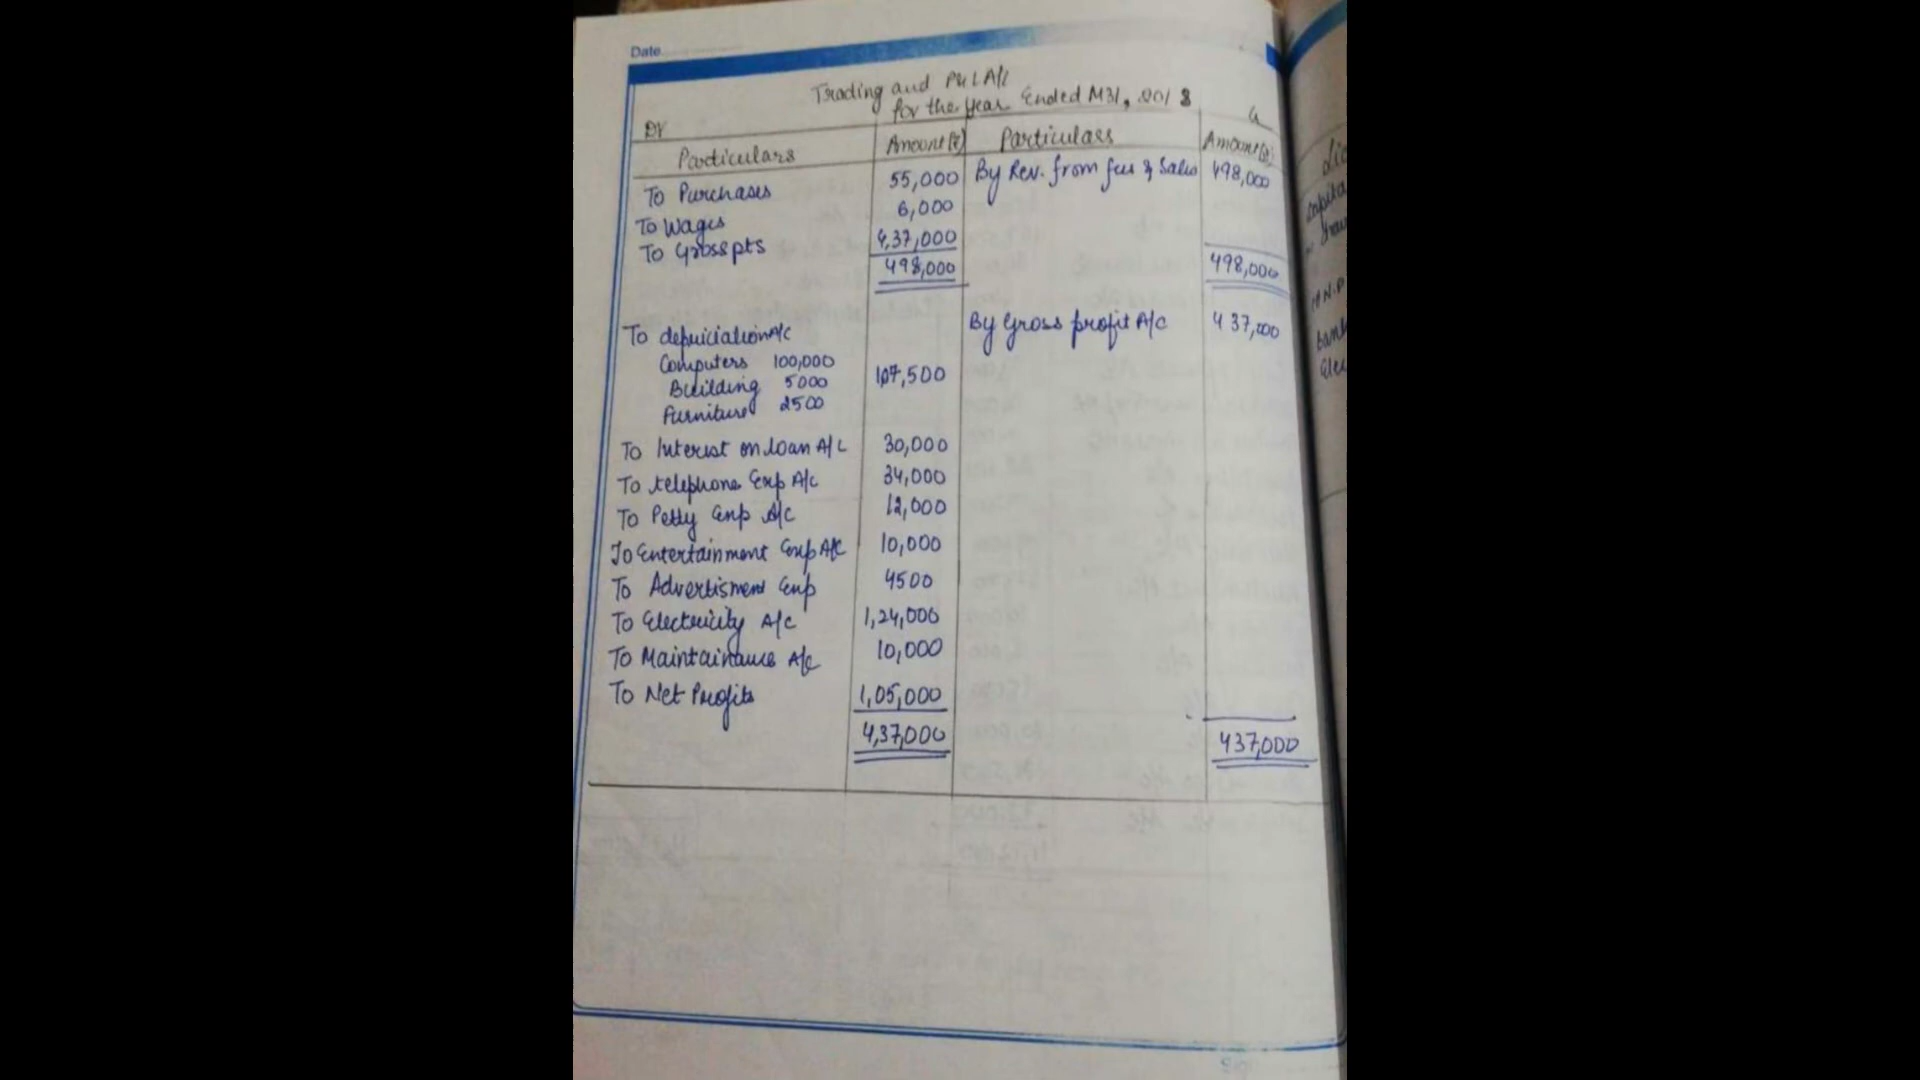 Date
Trading and P&L A/c
for the year Ended M31, 2018
Dr
Particulars Amount(₹) Particulars Amount(₹)
To Purchases 55,000 By Rev. from fees & Sales 498,000
To Wages 6,000
To Gross pts 4,37,000
498,000 498,000
To depriciation A/c By Gross profit A/c 437,000
Computers 100,000
Building 5000 107,500
Furniture 2500
To Interest on loan A/c 30,000
To telephone Exp A/c 34,000
To Petty Exp A/c 12,000
To Entertainment Exp A/c 10,000
To Advertisment Exp 4500
To Electricity A/c 1,24,000
To Maintainance A/c 10,000
To Net Profits 1,05,000
4,37,000 437,000